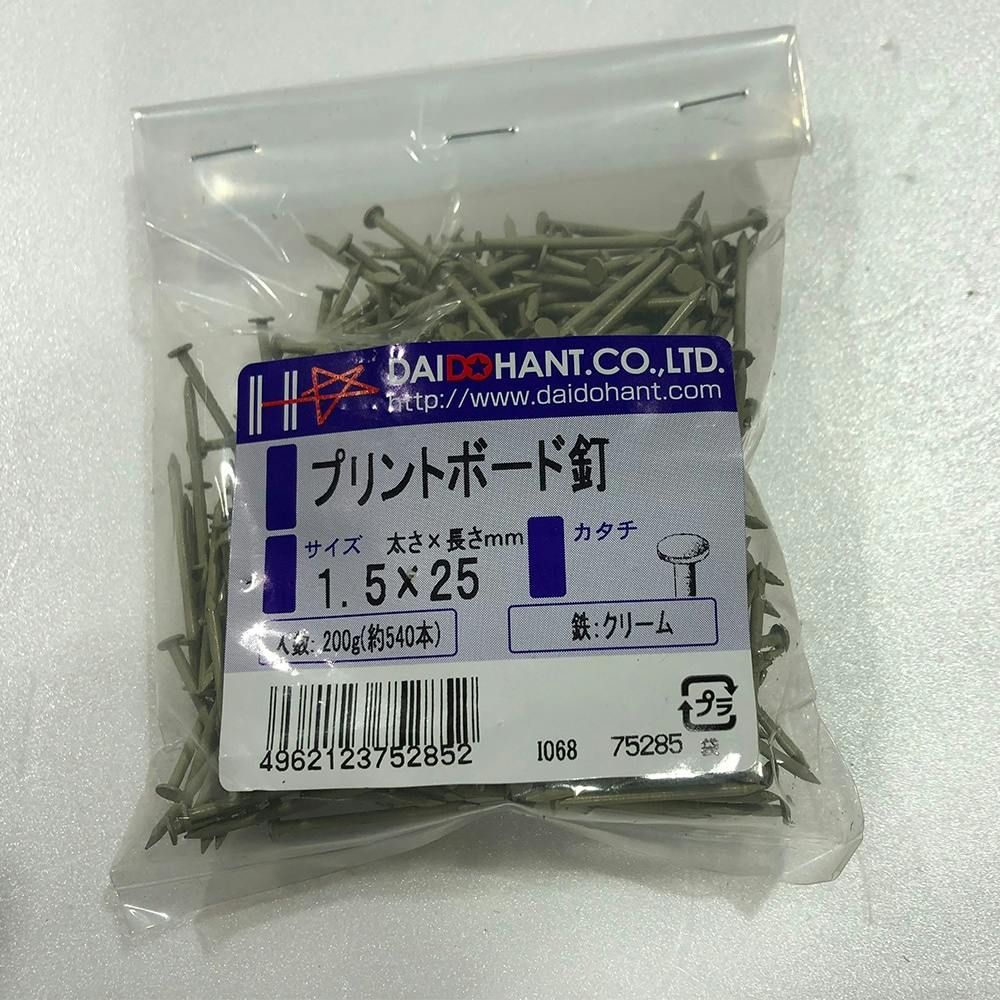 DAIDOHANT.CO.,LTD.
http://www.daidohant.com
プリントボード釘
サイズ 太さ×長さmm
1.5×25
カタチ
入数: 200g(約540本)
鉄:クリーム
4962123752852
I068 75285
プラ
袋